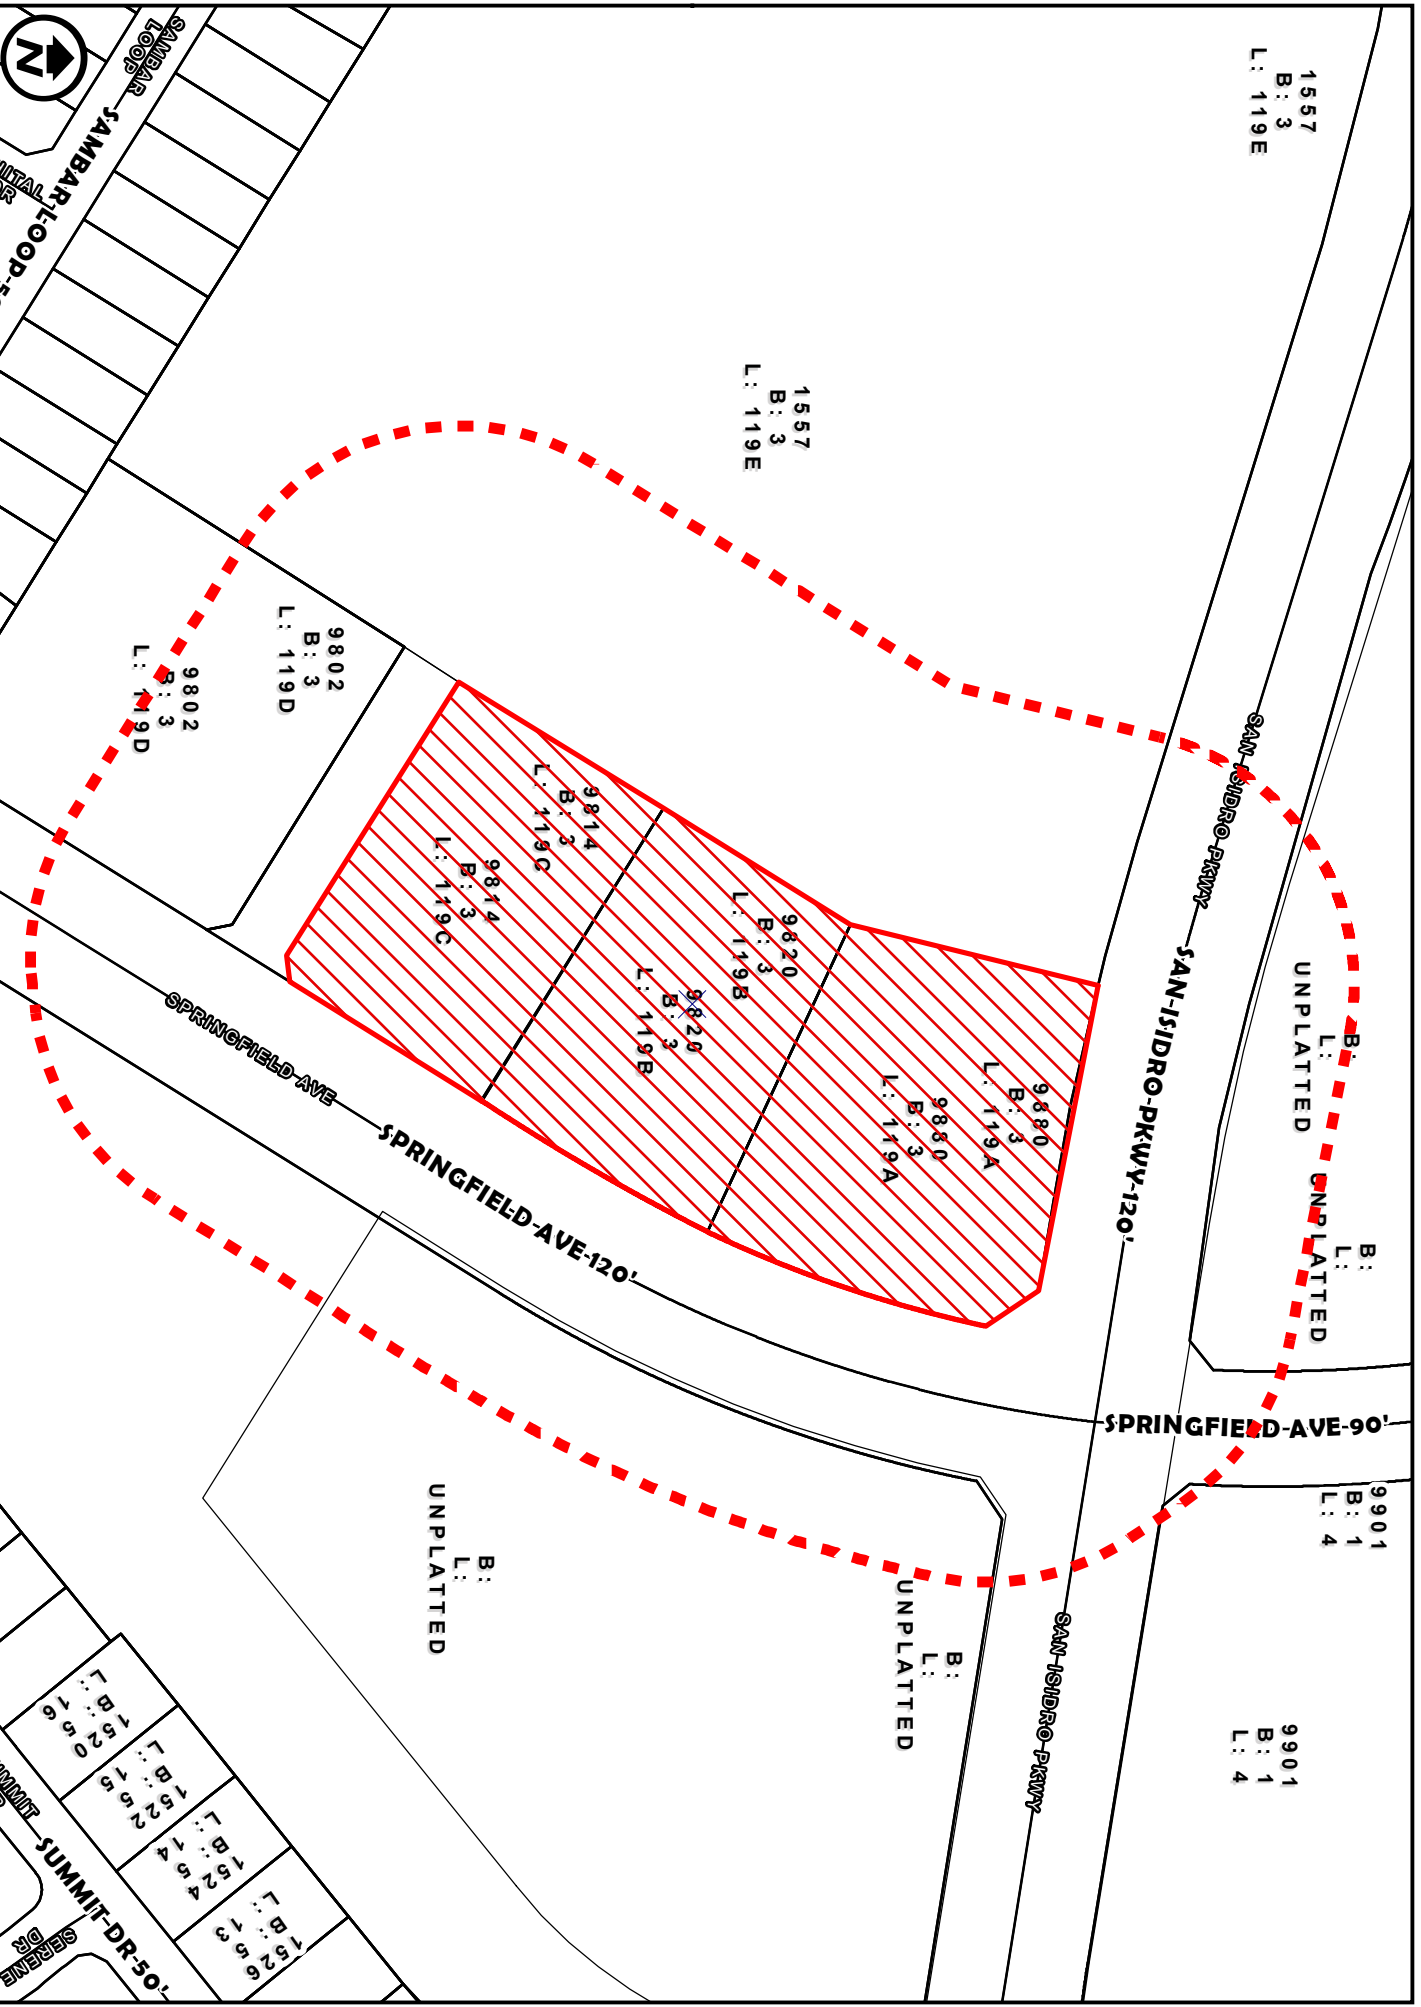 N
SAMBAR
LOOP
SAMBAR-LOOP-5
1557
B: 3
L: 119E
1557
B: 3
L: 119E
9802
B: 3
L: 119D
9802
B: 3
L: 119D
9814
B: 3
L: 119C
9814
B: 3
L: 119C
9820
B: 3
L: 119B
9820
B: 3
L: 119B
9880
B: 3
L: 119A
9880
B: 3
L: 119A
SAN-ISIDRO-PKWY
SAN-ISIDRO-PKWY-120'
SAN-ISIDRO-PKWY
SPRINGFIELD-AVE
SPRINGFIELD-AVE-120'
SPRINGFIELD-AVE-90'
B:
L:
UNPLATTED
B:
L:
UNPLATTED
B:
L:
UNPLATTED
B:
L:
UNPLATTED
9901
B: 1
L: 4
9901
B: 1
L: 4
1520
B: 5
L: 16
1522
B: 5
L: 15
1524
B: 5
L: 14
1526
B: 5
L: 13
SUMMIT-DR-50'
SERENE
DR